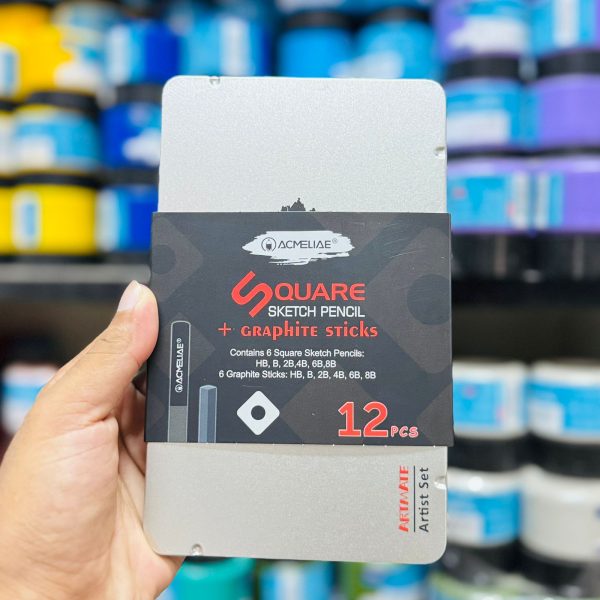 ACMELIAE®
SQUARE
SKETCH PENCIL
+ GRAPHITE STICKS
Contains 6 Square Sketch Pencils:
HB, B, 2B,4B, 6B,8B
6 Graphite Sticks: HB, B, 2B, 4B, 6B, 8B
ACMELIAE®
12 PCS
ARTMATE
Artist Set